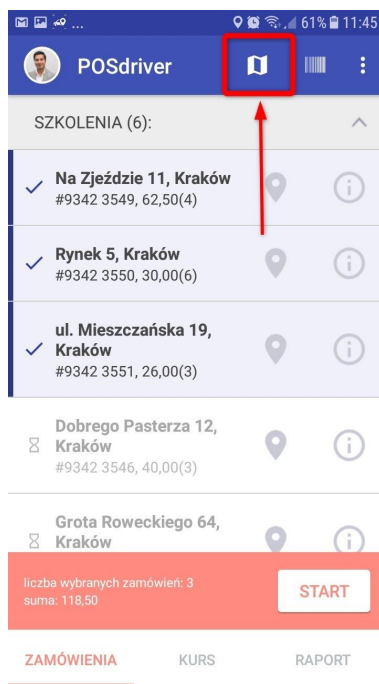 ... 61% 11:45
POSdriver
SZKOLENIA (6):
Na Zjeździe 11, Kraków
#9342 3549, 62,50(4)
Rynek 5, Kraków
#9342 3550, 30,00(6)
ul. Mieszczańska 19,
Kraków
#9342 3551, 26,00(3)
Dobrego Pasterza 12,
Kraków
#9342 3546, 40,00(3)
Grota Roweckiego 64,
Kraków
liczba wybranych zamówień: 3
suma: 118,50
START
ZAMÓWIENIA KURS RAPORT